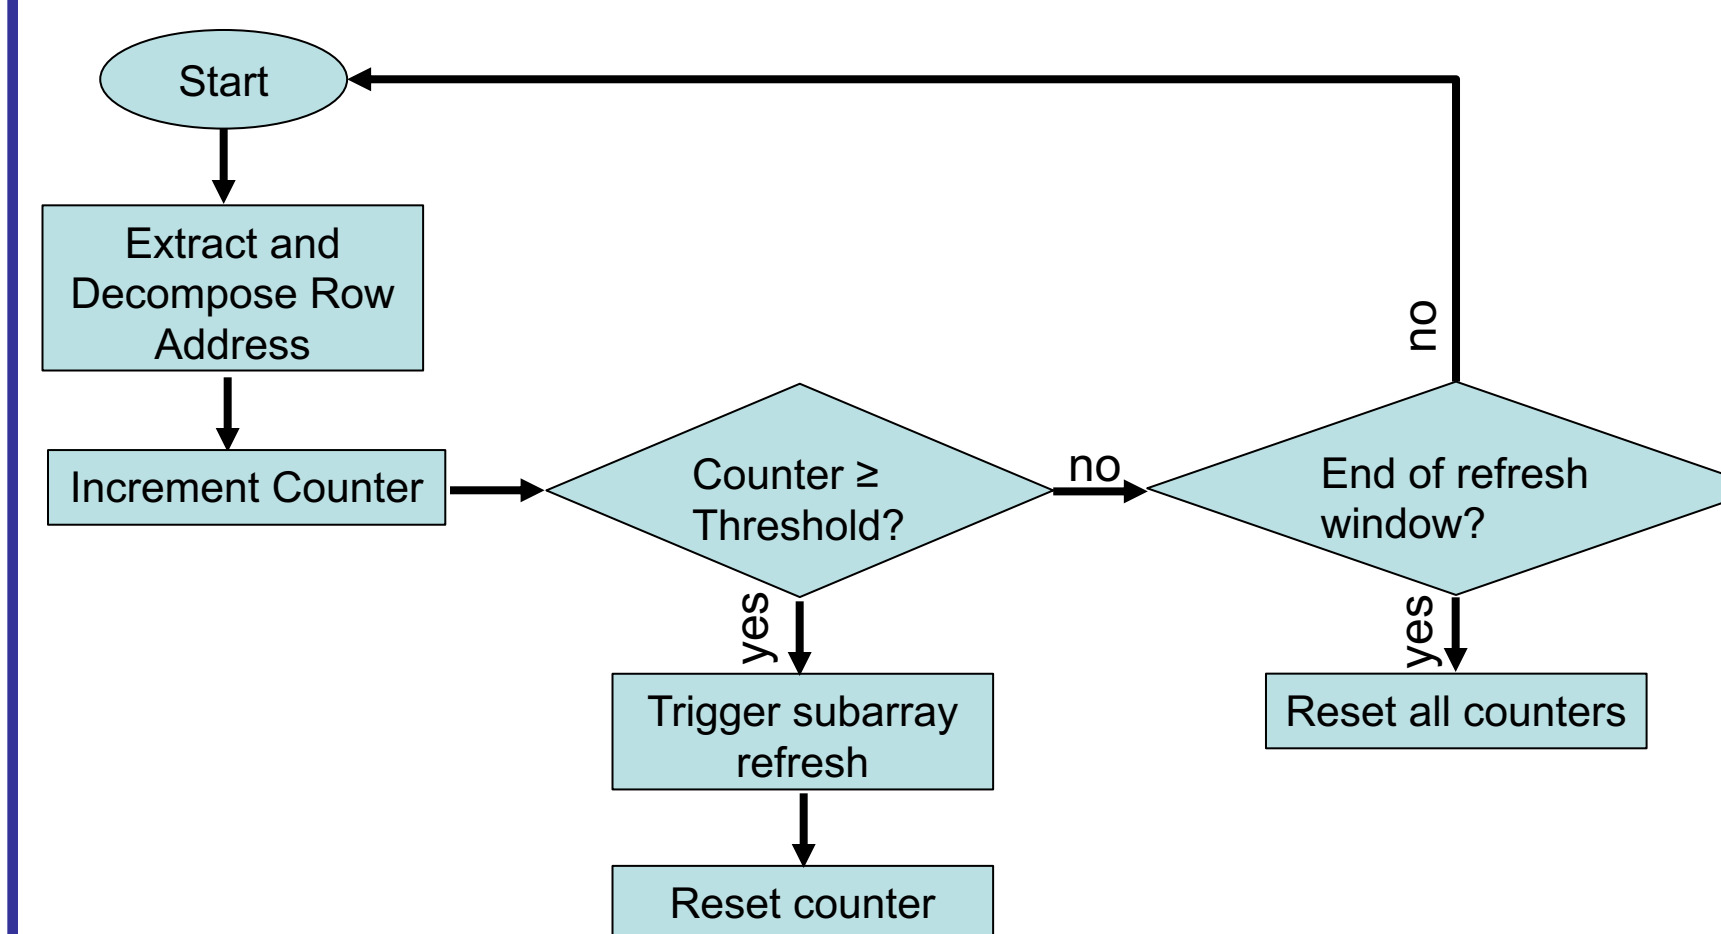 Start
Extract and
Decompose Row
Address
Increment Counter
Counter ≥
Threshold?
no
End of refresh
window?
no
yes
Trigger subarray
refresh
yes
Reset all counters
Reset counter